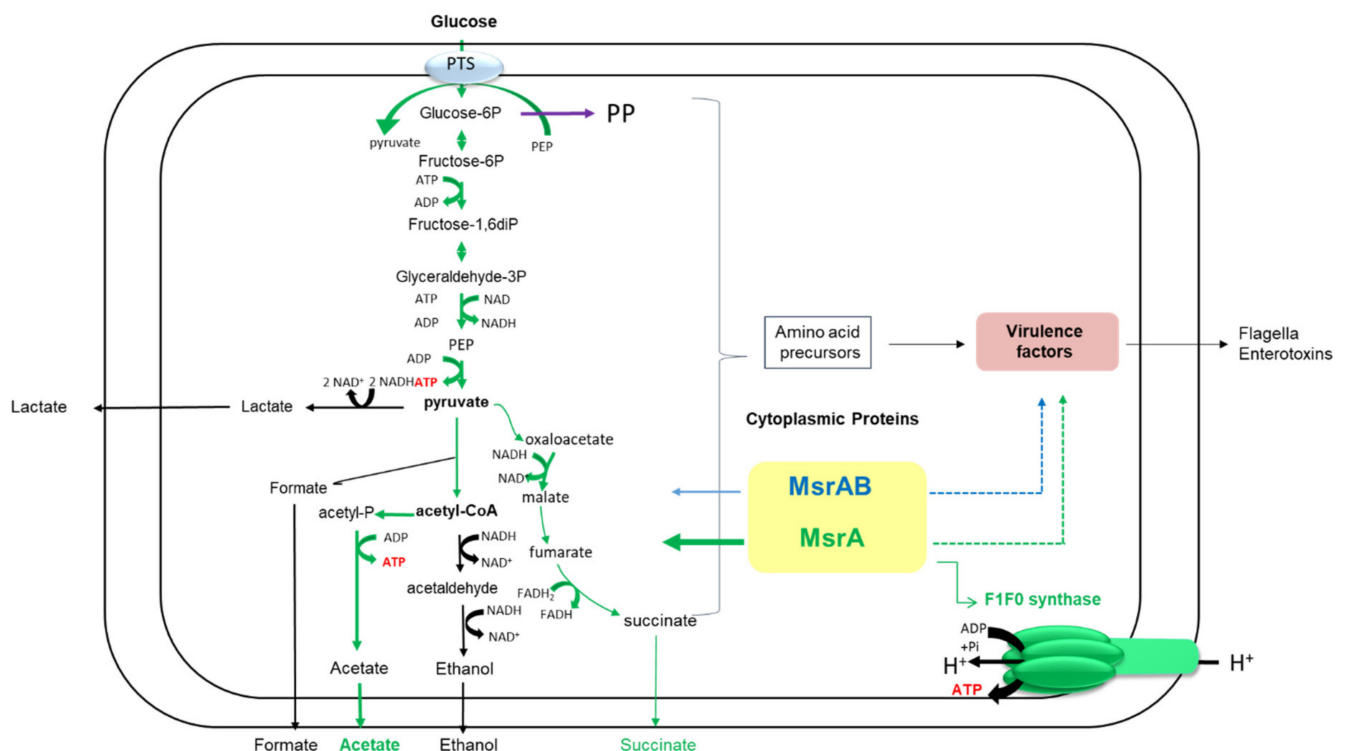 Glucose
PTS
Glucose-6P
PP
pyruvate
PEP
Fructose-6P
ATP
ADP
Fructose-1,6diP
Glyceraldehyde-3P
ATP
NAD
ADP
NADH
PEP
ADP
2 NAD⁺ 2 NADH
ATP
pyruvate
Lactate
Lactate
oxaloacetate
NADH
NAD⁺
malate
Formate
acetyl-P
acetyl-CoA
ADP
ATP
NADH
NAD⁺
fumarate
acetaldehyde
FADH₂
FADH
NADH
NAD⁺
succinate
Acetate
Ethanol
Formate
Acetate
Ethanol
Succinate
Amino acid
precursors
Virulence
factors
Flagella
Enterotoxins
Cytoplasmic Proteins
MsrAB
MsrA
F1F0 synthase
ADP
+Pi
H⁺
ATP
H⁺